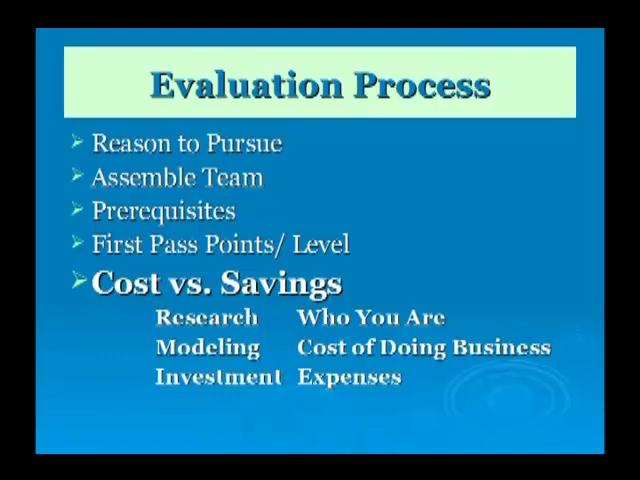 Evaluation Process
Reason to Pursue
Assemble Team
Prerequisites
First Pass Points/ Level
Cost vs. Savings
Research Who You Are
Modeling Cost of Doing Business
Investment Expenses